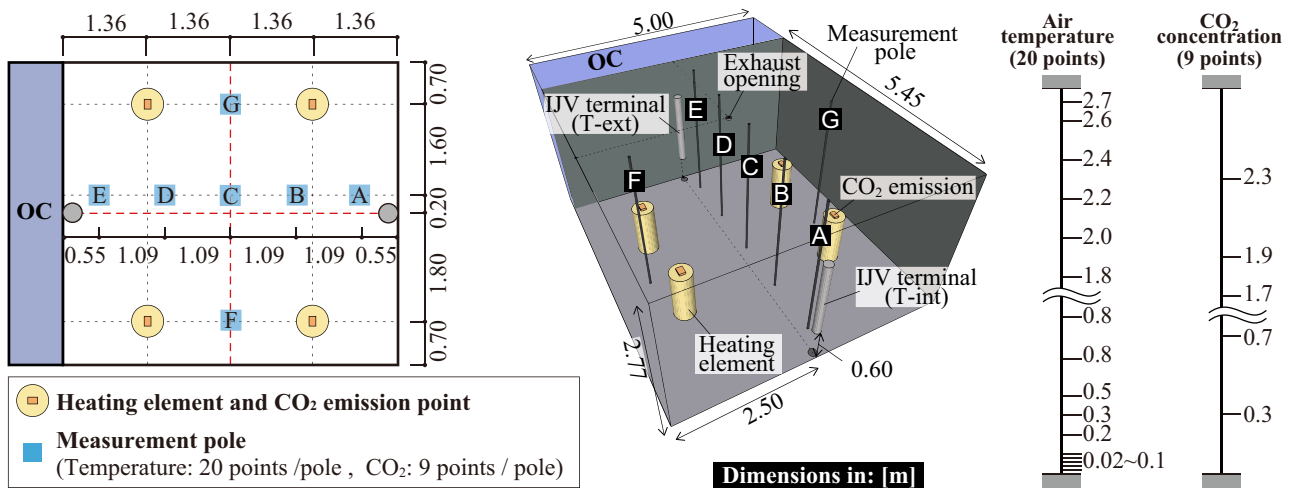 1.36 1.36 1.36 1.36
OC
G
E D C B A
F
0.55 1.09 1.09 1.09 1.09 0.55
0.70
1.60
0.20
1.80
0.70
Heating element and CO₂ emission point
Measurement pole
(Temperature: 20 points /pole , CO₂: 9 points / pole)
5.00
OC
Measurement
pole
Exhaust
opening
IJV terminal
(T-ext)
5.45
E
G
D
C
F
B
CO₂ emission
A
IJV terminal
(T-int)
Heating
element
2.77
0.60
2.50
Dimensions in: [m]
Air
temperature
(20 points)
2.7
2.6
2.4
2.2
2.0
1.8
0.8
0.8
0.5
0.3
0.2
0.02~0.1
CO₂
concentration
(9 points)
2.3
1.9
1.7
0.7
0.3